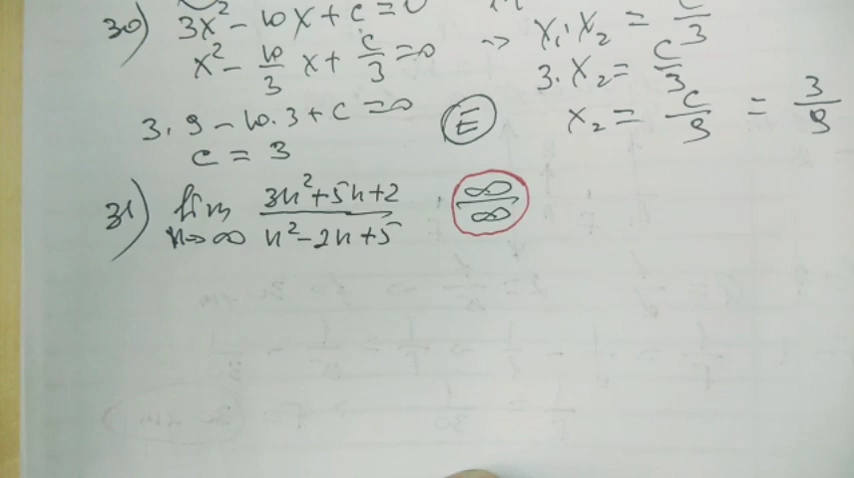 30) 3x² - 10x + c = 0
x² - 10/3 x + c/3 = 0 → x₁·x₂ = c/3
3·x₂ = c/3
3·9 - 10·3 + c = 0 (E) x₂ = c/9 = 3/9
c = 3
31) lim n→∞ (3n²+5n+2)/(n²-2n+5) · ∞/∞